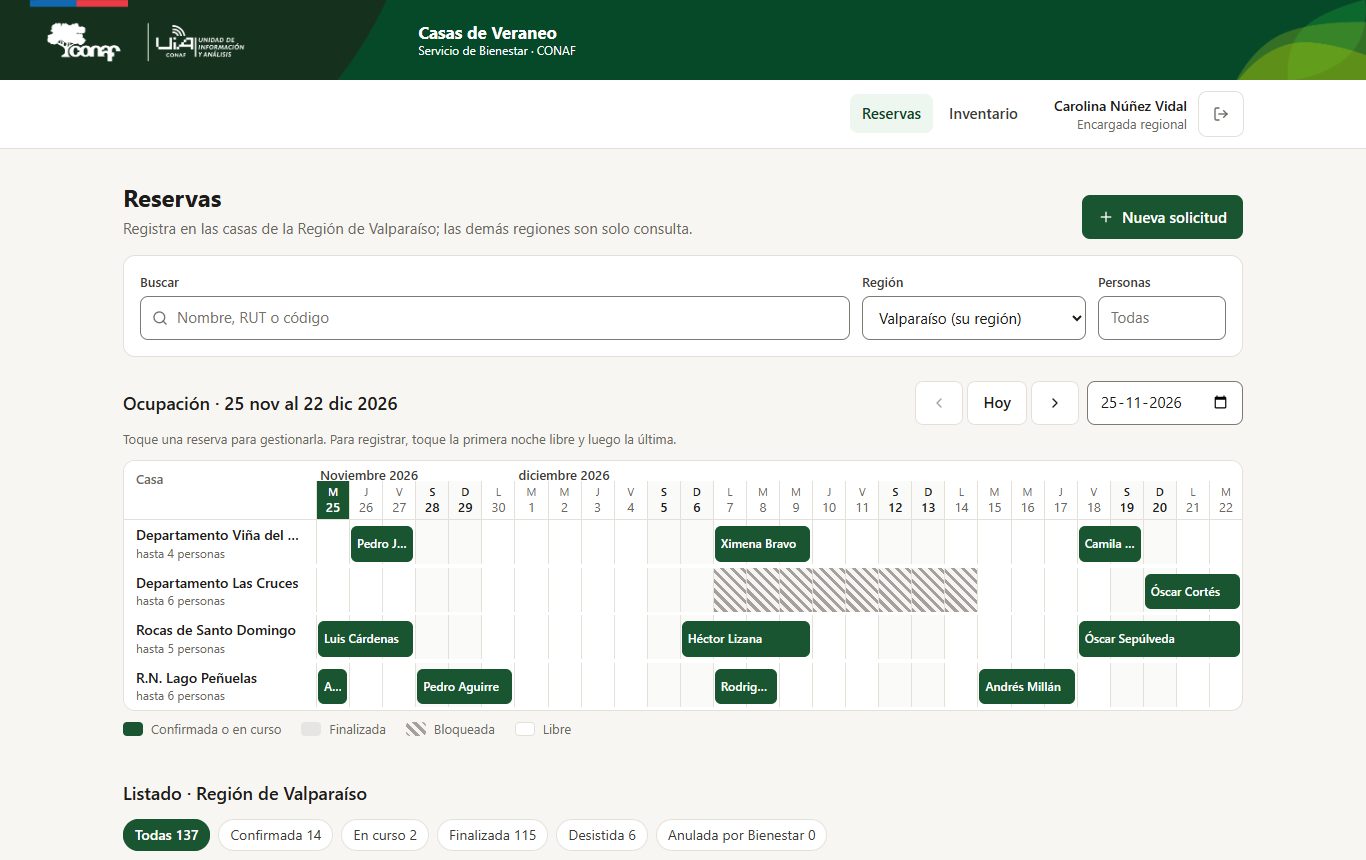 conaf
UiA
CONAF
UNIDAD DE
INFORMACIÓN
Y ANÁLISIS
Casas de Veraneo
Servicio de Bienestar · CONAF
Reservas
Inventario
Carolina Núñez Vidal
Encargada regional
Reservas
Registra en las casas de la Región de Valparaíso; las demás regiones son solo consulta.
+ Nueva solicitud
Buscar
Región
Personas
Nombre, RUT o código
Valparaíso (su región)
Todas
Ocupación · 25 nov al 22 dic 2026
Hoy
25-11-2026
Toque una reserva para gestionarla. Para registrar, toque la primera noche libre y luego la última.
Casa
Noviembre 2026
diciembre 2026
M J V S D L M M J V S D L M M J V S D L M M J V S D L M
25 26 27 28 29 30 1 2 3 4 5 6 7 8 9 10 11 12 13 14 15 16 17 18 19 20 21 22
Departamento Viña del ...
hasta 4 personas
Pedro J...
Ximena Bravo
Camila ...
Departamento Las Cruces
hasta 6 personas
Óscar Cortés
Rocas de Santo Domingo
hasta 5 personas
Luis Cárdenas
Héctor Lizana
Óscar Sepúlveda
R.N. Lago Peñuelas
hasta 6 personas
A...
Pedro Aguirre
Rodrig...
Andrés Millán
Confirmada o en curso
Finalizada
Bloqueada
Libre
Listado · Región de Valparaíso
Todas 137
Confirmada 14
En curso 2
Finalizada 115
Desistida 6
Anulada por Bienestar 0